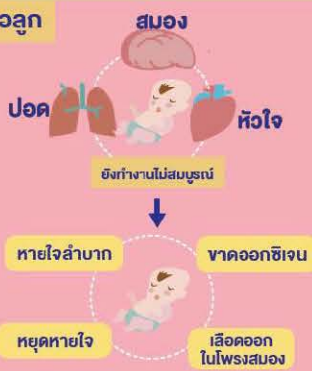 อลูก
สมอง
ปอด
หัวใจ
ยังทำงานไม่สมบูรณ์
หายใจลำบาก
ขาดออกซิเจน
หยุดหายใจ
เลือดออก
ในโพรงสมอง